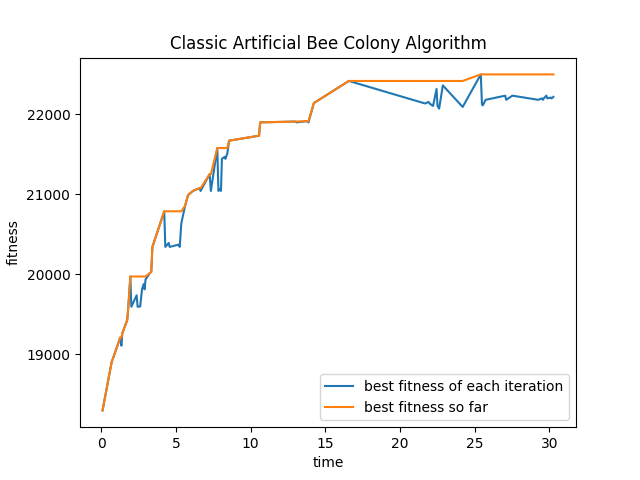 Classic Artificial Bee Colony Algorithm
22000
21000
20000
19000
fitness
best fitness of each iteration
best fitness so far
0 5 10 15 20 25 30
time